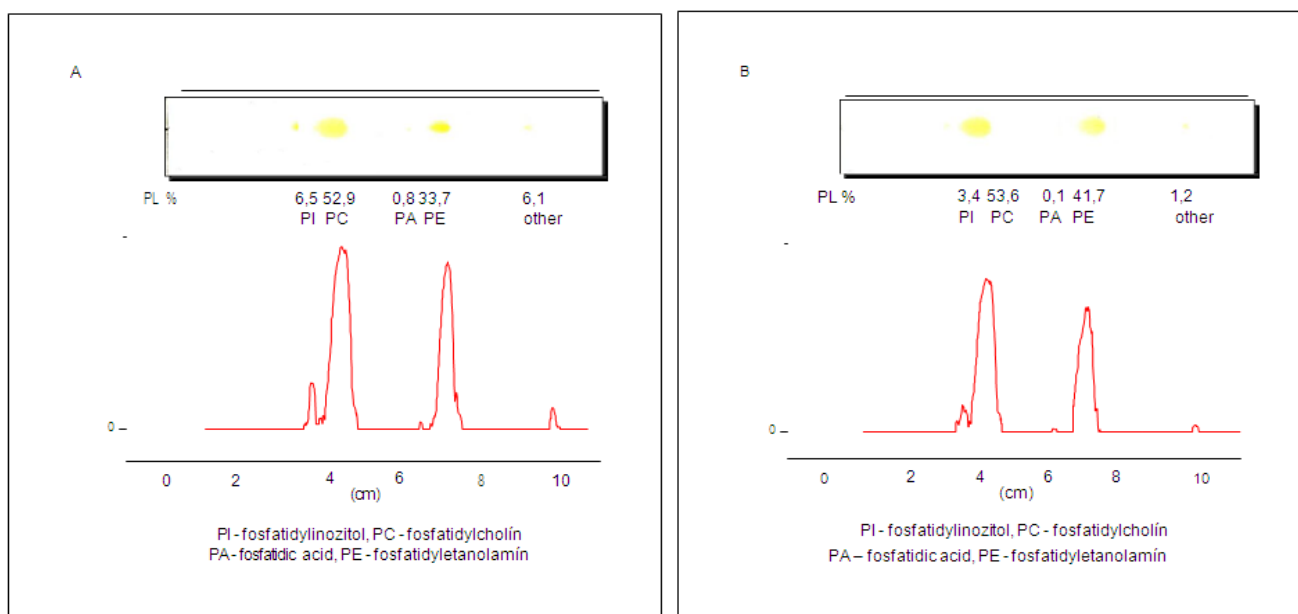 A
PL % 6,5 52,9 0,8 33,7 6,1
PI PC PA PE other
0
0 2 4 6 8 10
(cm)
PI - fosfatidylinozitol, PC - fosfatidylcholín
PA - fosfatidic acid, PE - fosfatidyletanolamín
B
PL % 3,4 53,6 0,1 41,7 1,2
PI PC PA PE other
0
0 2 4 6 8 10
(cm)
PI - fosfatidylinozitol, PC - fosfatidylcholín
PA – fosfatidic acid, PE - fosfatidyletanolamín